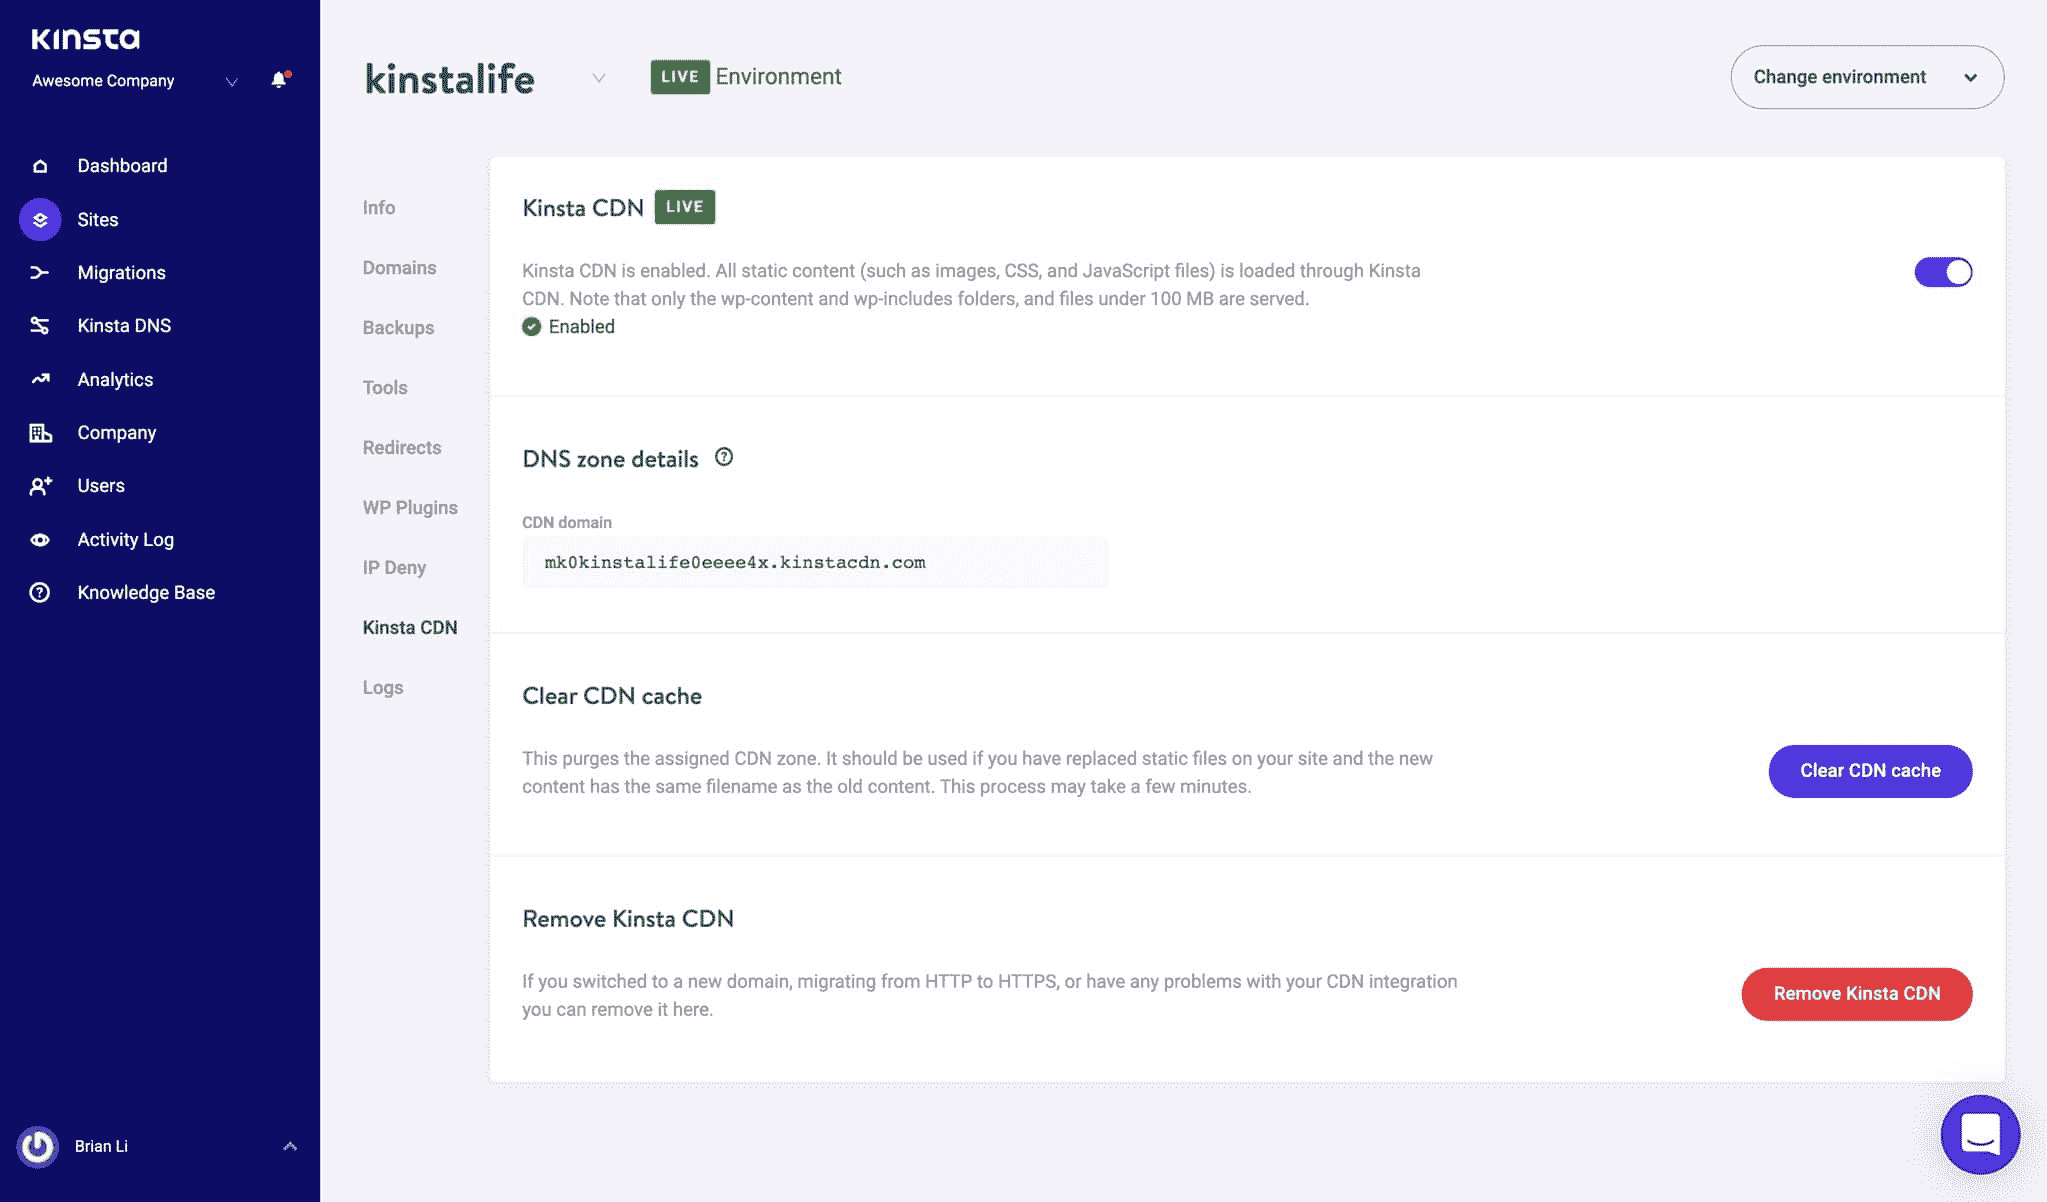 Kinsta
Awesome Company
Dashboard
Sites
Migrations
Kinsta DNS
Analytics
Company
Users
Activity Log
Knowledge Base
Brian Li
kinstalife
LIVE Environment
Change environment
Info
Domains
Backups
Tools
Redirects
WP Plugins
IP Deny
Kinsta CDN
Logs
Kinsta CDN LIVE
Kinsta CDN is enabled. All static content (such as images, CSS, and JavaScript files) is loaded through Kinsta
CDN. Note that only the wp-content and wp-includes folders, and files under 100 MB are served.
Enabled
DNS zone details
CDN domain
mk0kinstalife0eeee4x.kinstacdn.com
Clear CDN cache
This purges the assigned CDN zone. It should be used if you have replaced static files on your site and the new
content has the same filename as the old content. This process may take a few minutes.
Clear CDN cache
Remove Kinsta CDN
If you switched to a new domain, migrating from HTTP to HTTPS, or have any problems with your CDN integration
you can remove it here.
Remove Kinsta CDN